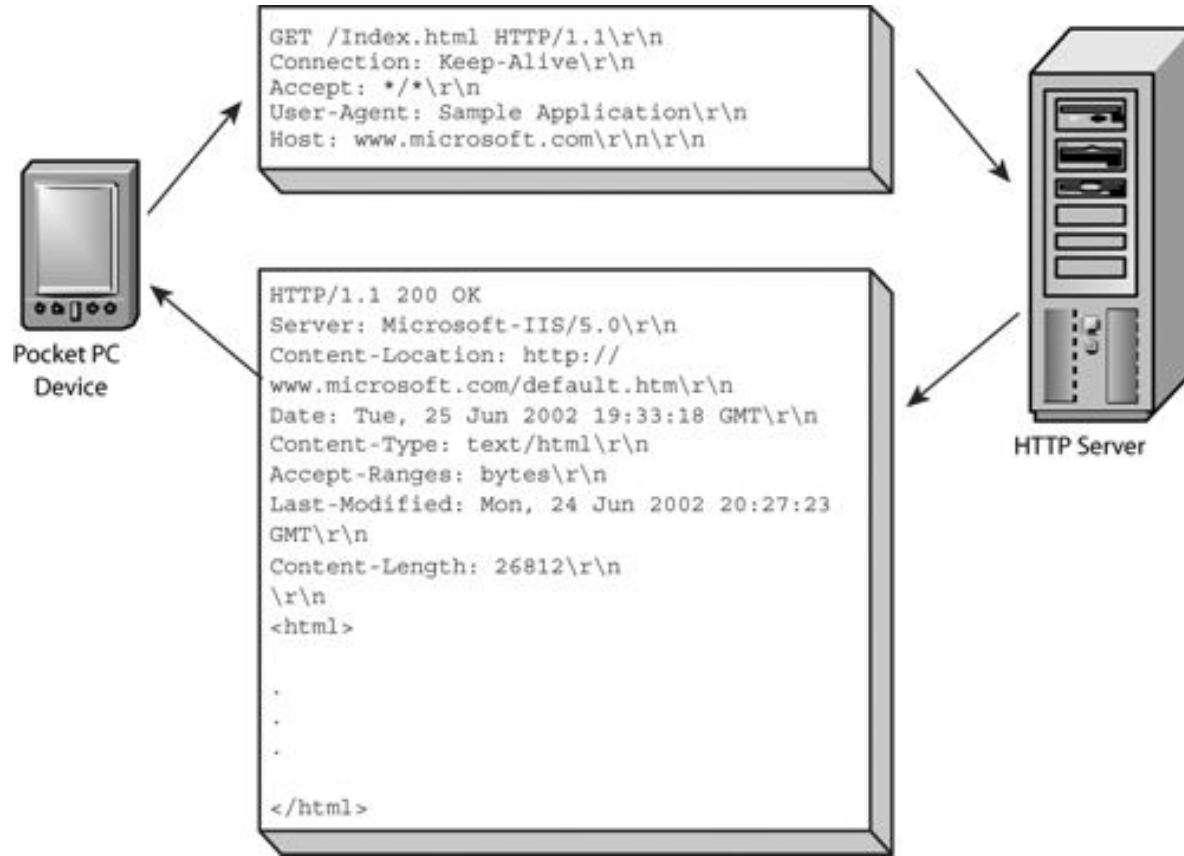 GET /Index.html HTTP/1.1\r\n
Connection: Keep-Alive\r\n
Accept: */*\r\n
User-Agent: Sample Application\r\n
Host: www.microsoft.com\r\n\r\n
Pocket PC
Device
HTTP/1.1 200 OK
Server: Microsoft-IIS/5.0\r\n
Content-Location: http://
www.microsoft.com/default.htm\r\n
Date: Tue, 25 Jun 2002 19:33:18 GMT\r\n
Content-Type: text/html\r\n
Accept-Ranges: bytes\r\n
Last-Modified: Mon, 24 Jun 2002 20:27:23
GMT\r\n
Content-Length: 26812\r\n
\r\n
<html>
.
.
.
</html>
HTTP Server